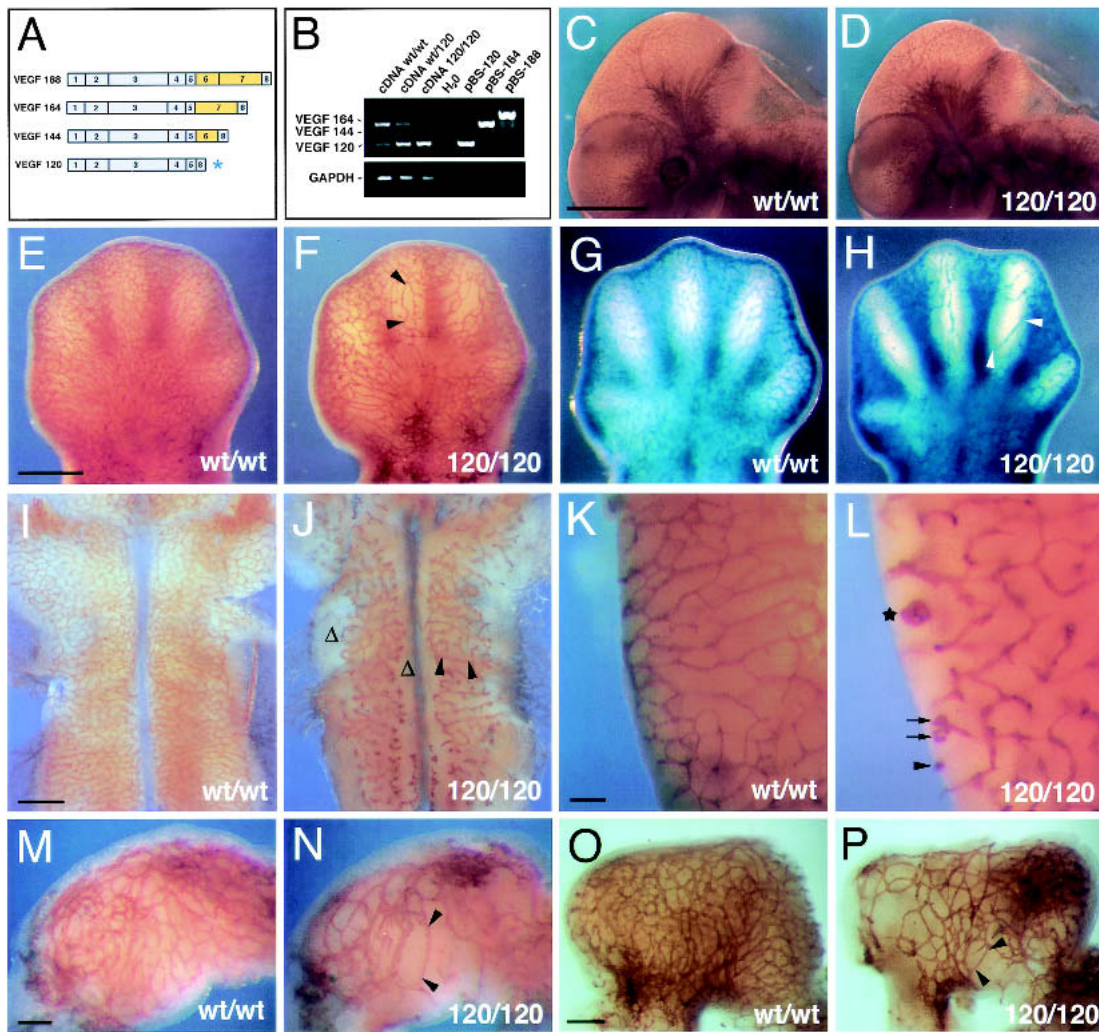 A
VEGF 188 1 2 3 4 5 6 7 8
VEGF 164 1 2 3 4 5 7 8
VEGF 144 1 2 3 4 5 6 8
VEGF 120 1 2 3 4 5 8 *
B
cDNA wt/wt
cDNA wt/120
cDNA 120/120
H₂0
pBS-120
pBS-164
pBS-188
VEGF 164 -
VEGF 144 -
VEGF 120 -
GAPDH -
C
wt/wt
D
120/120
E
wt/wt
F
120/120
G
wt/wt
H
120/120
I
wt/wt
J
Δ
Δ
120/120
K
wt/wt
L
120/120
M
wt/wt
N
120/120
O
wt/wt
P
120/120